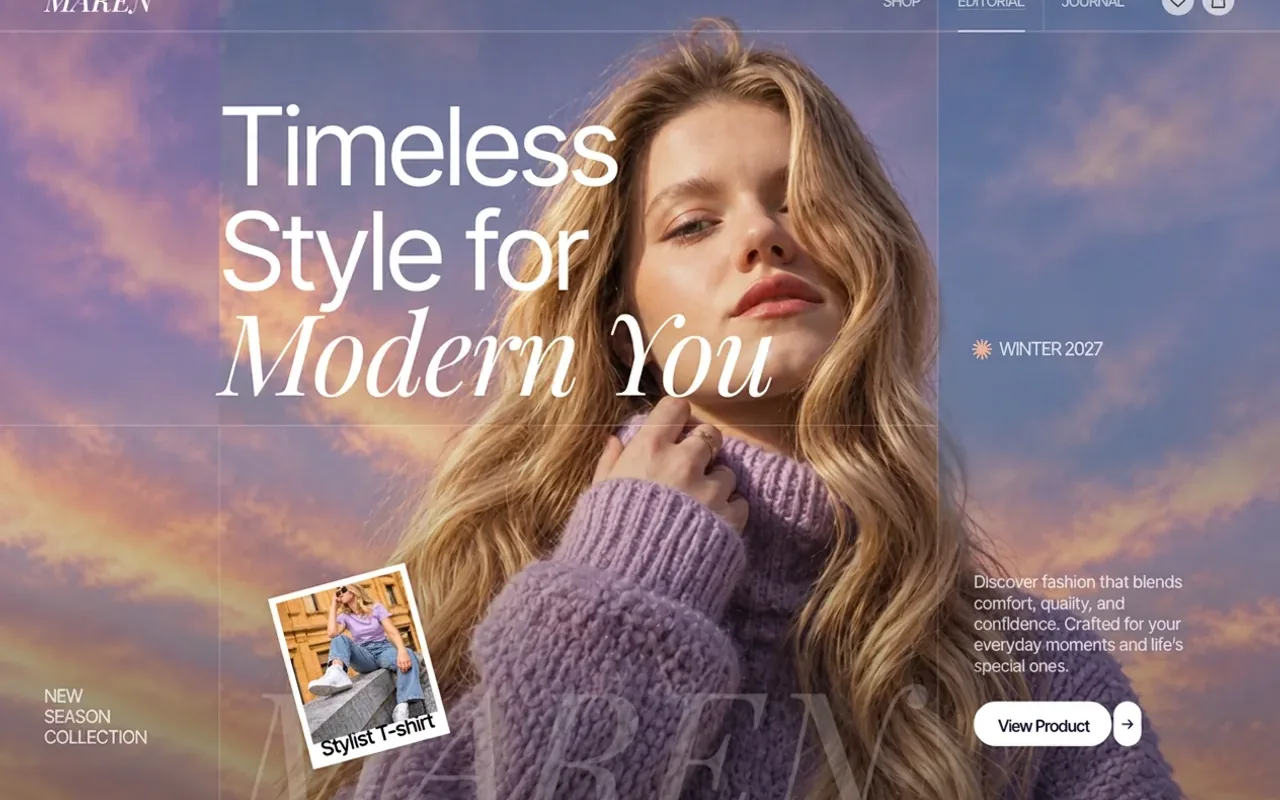 MAREN
SHOP
EDITORIAL
JOURNAL
Timeless
Style for
Modern You
WINTER 2027
Discover fashion that blends
comfort, quality, and
confidence. Crafted for your
everyday moments and life's
special ones.
View Product
Stylist T-shirt
NEW
SEASON
COLLECTION
MAREN